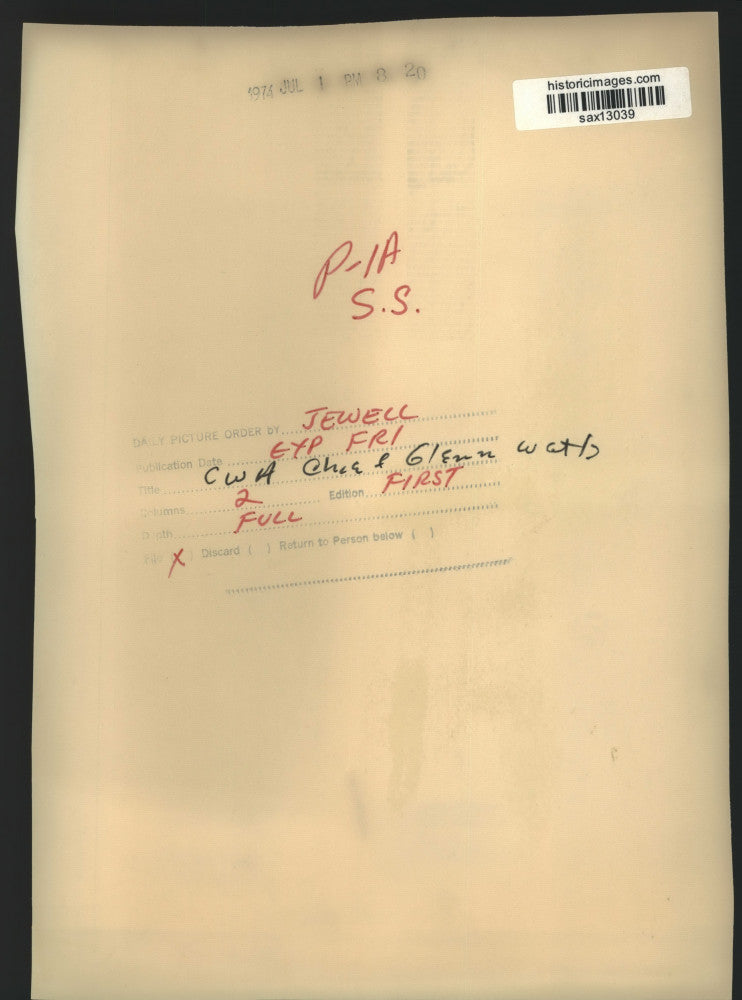 1974 JUL 1 PM 8 20
historicimages.com
sax13039
P-1A
S.S.
DAILY PICTURE ORDER BY JEWELL
Publication Date EXP FRI
Title CWA Chief Glenn Watts
Columns 2 Edition FIRST
Depth FULL
File X ) Discard ( ) Return to Person below ( )